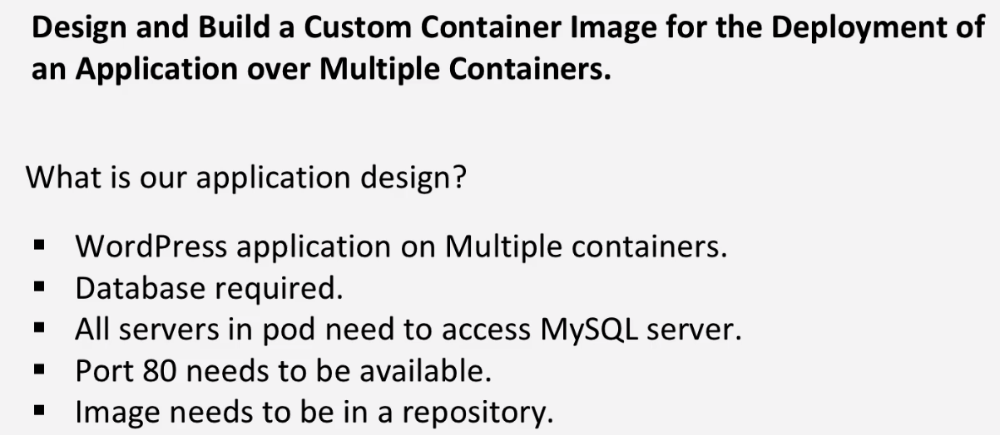 Design and Build a Custom Container Image for the Deployment of
an Application over Multiple Containers.
What is our application design?
▪ WordPress application on Multiple containers.
▪ Database required.
▪ All servers in pod need to access MySQL server.
▪ Port 80 needs to be available.
▪ Image needs to be in a repository.